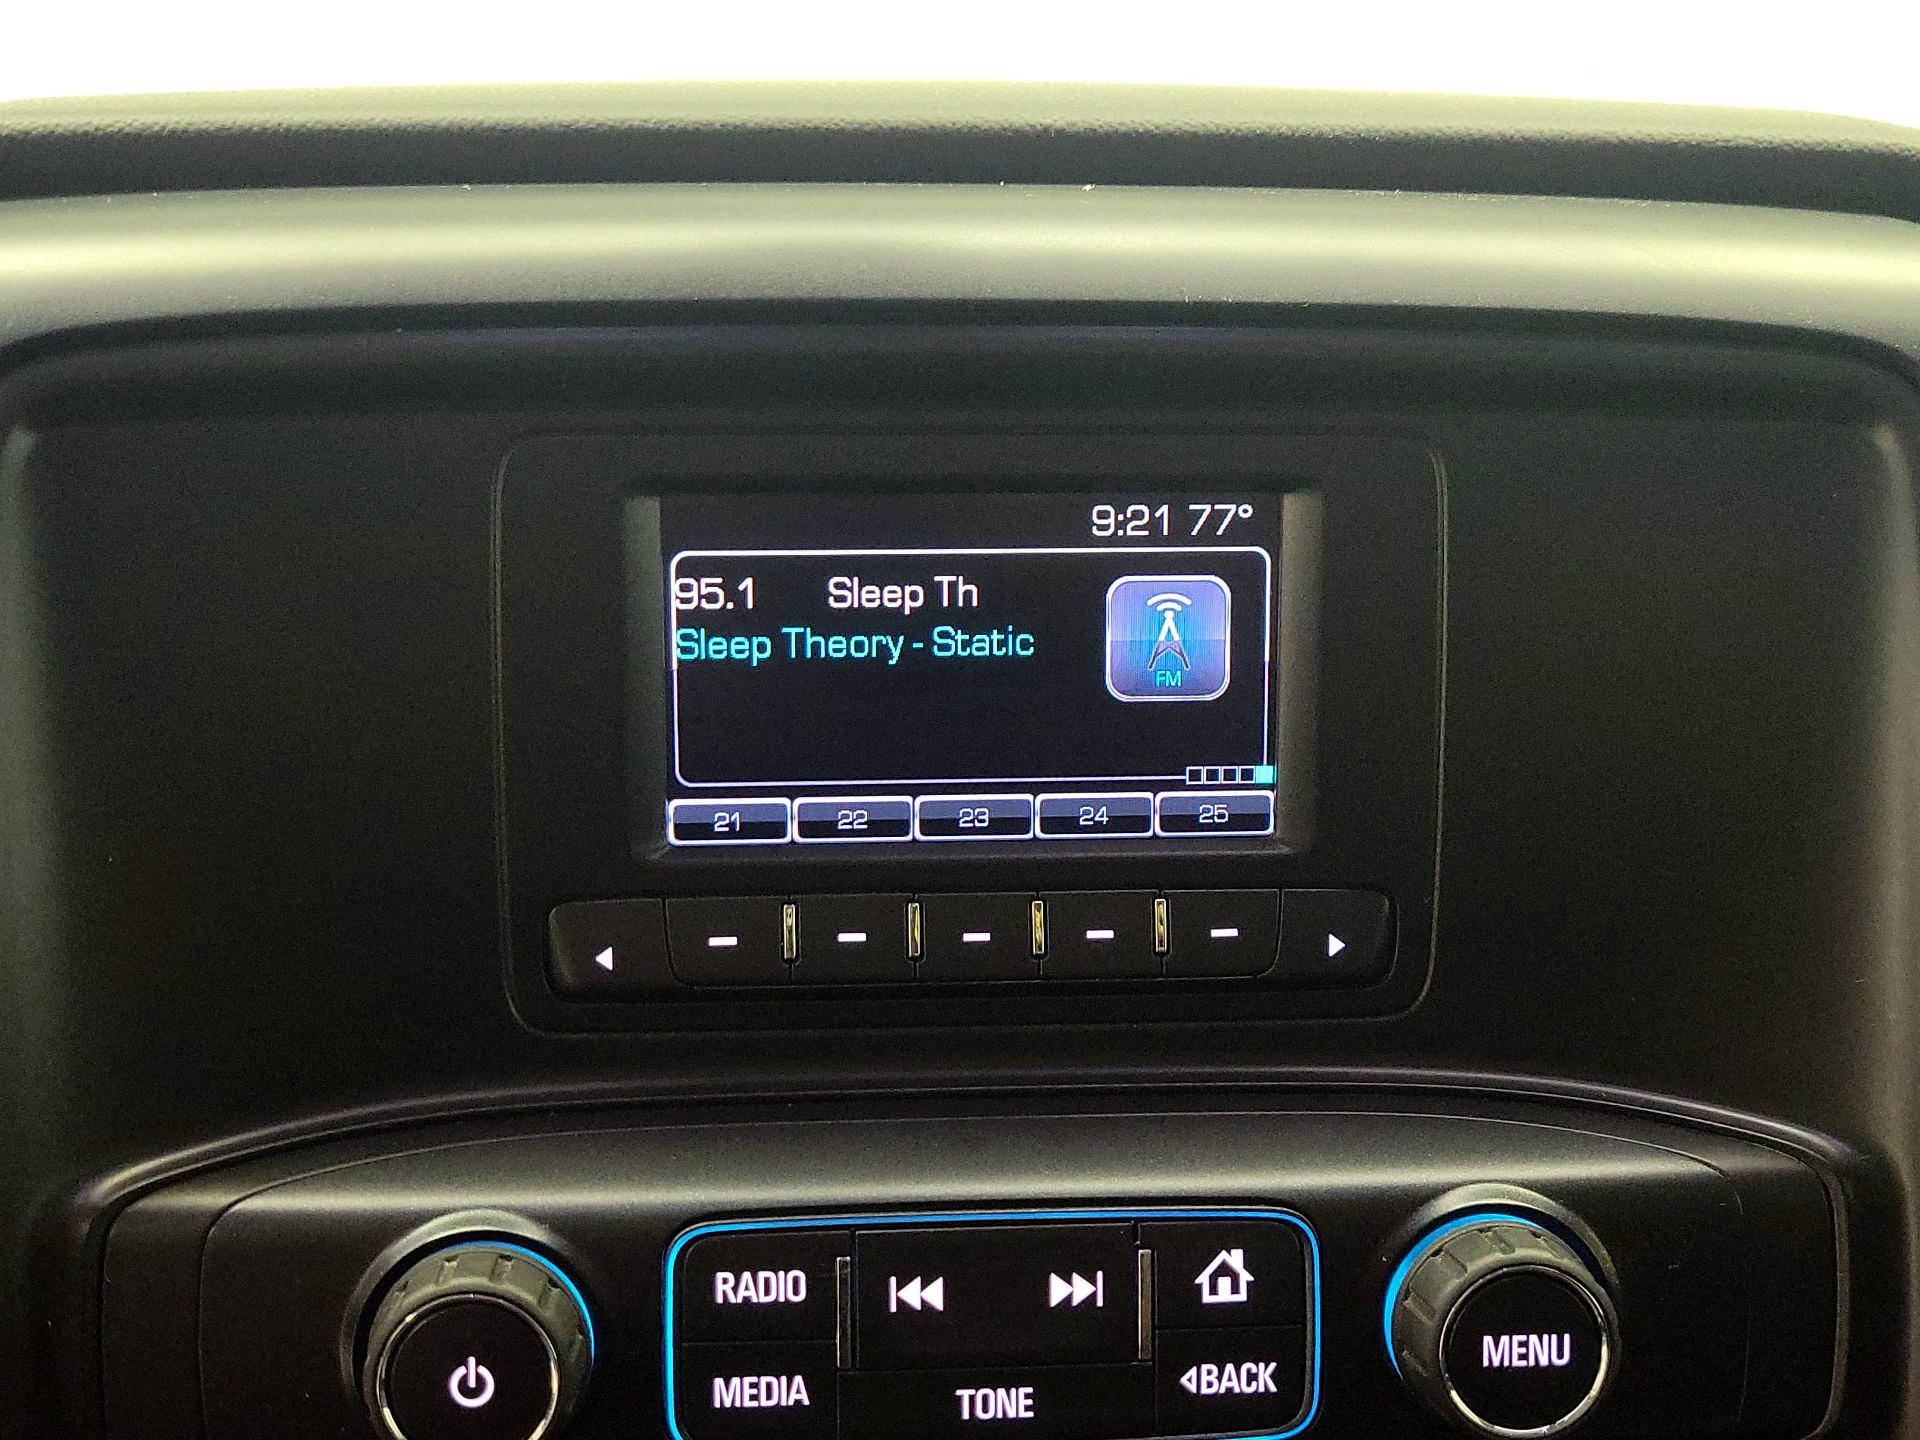 9:21 77°
95.1 Sleep Th
Sleep Theory - Static
FM
21 22 23 24 25
RADIO
MEDIA
TONE
BACK
MENU